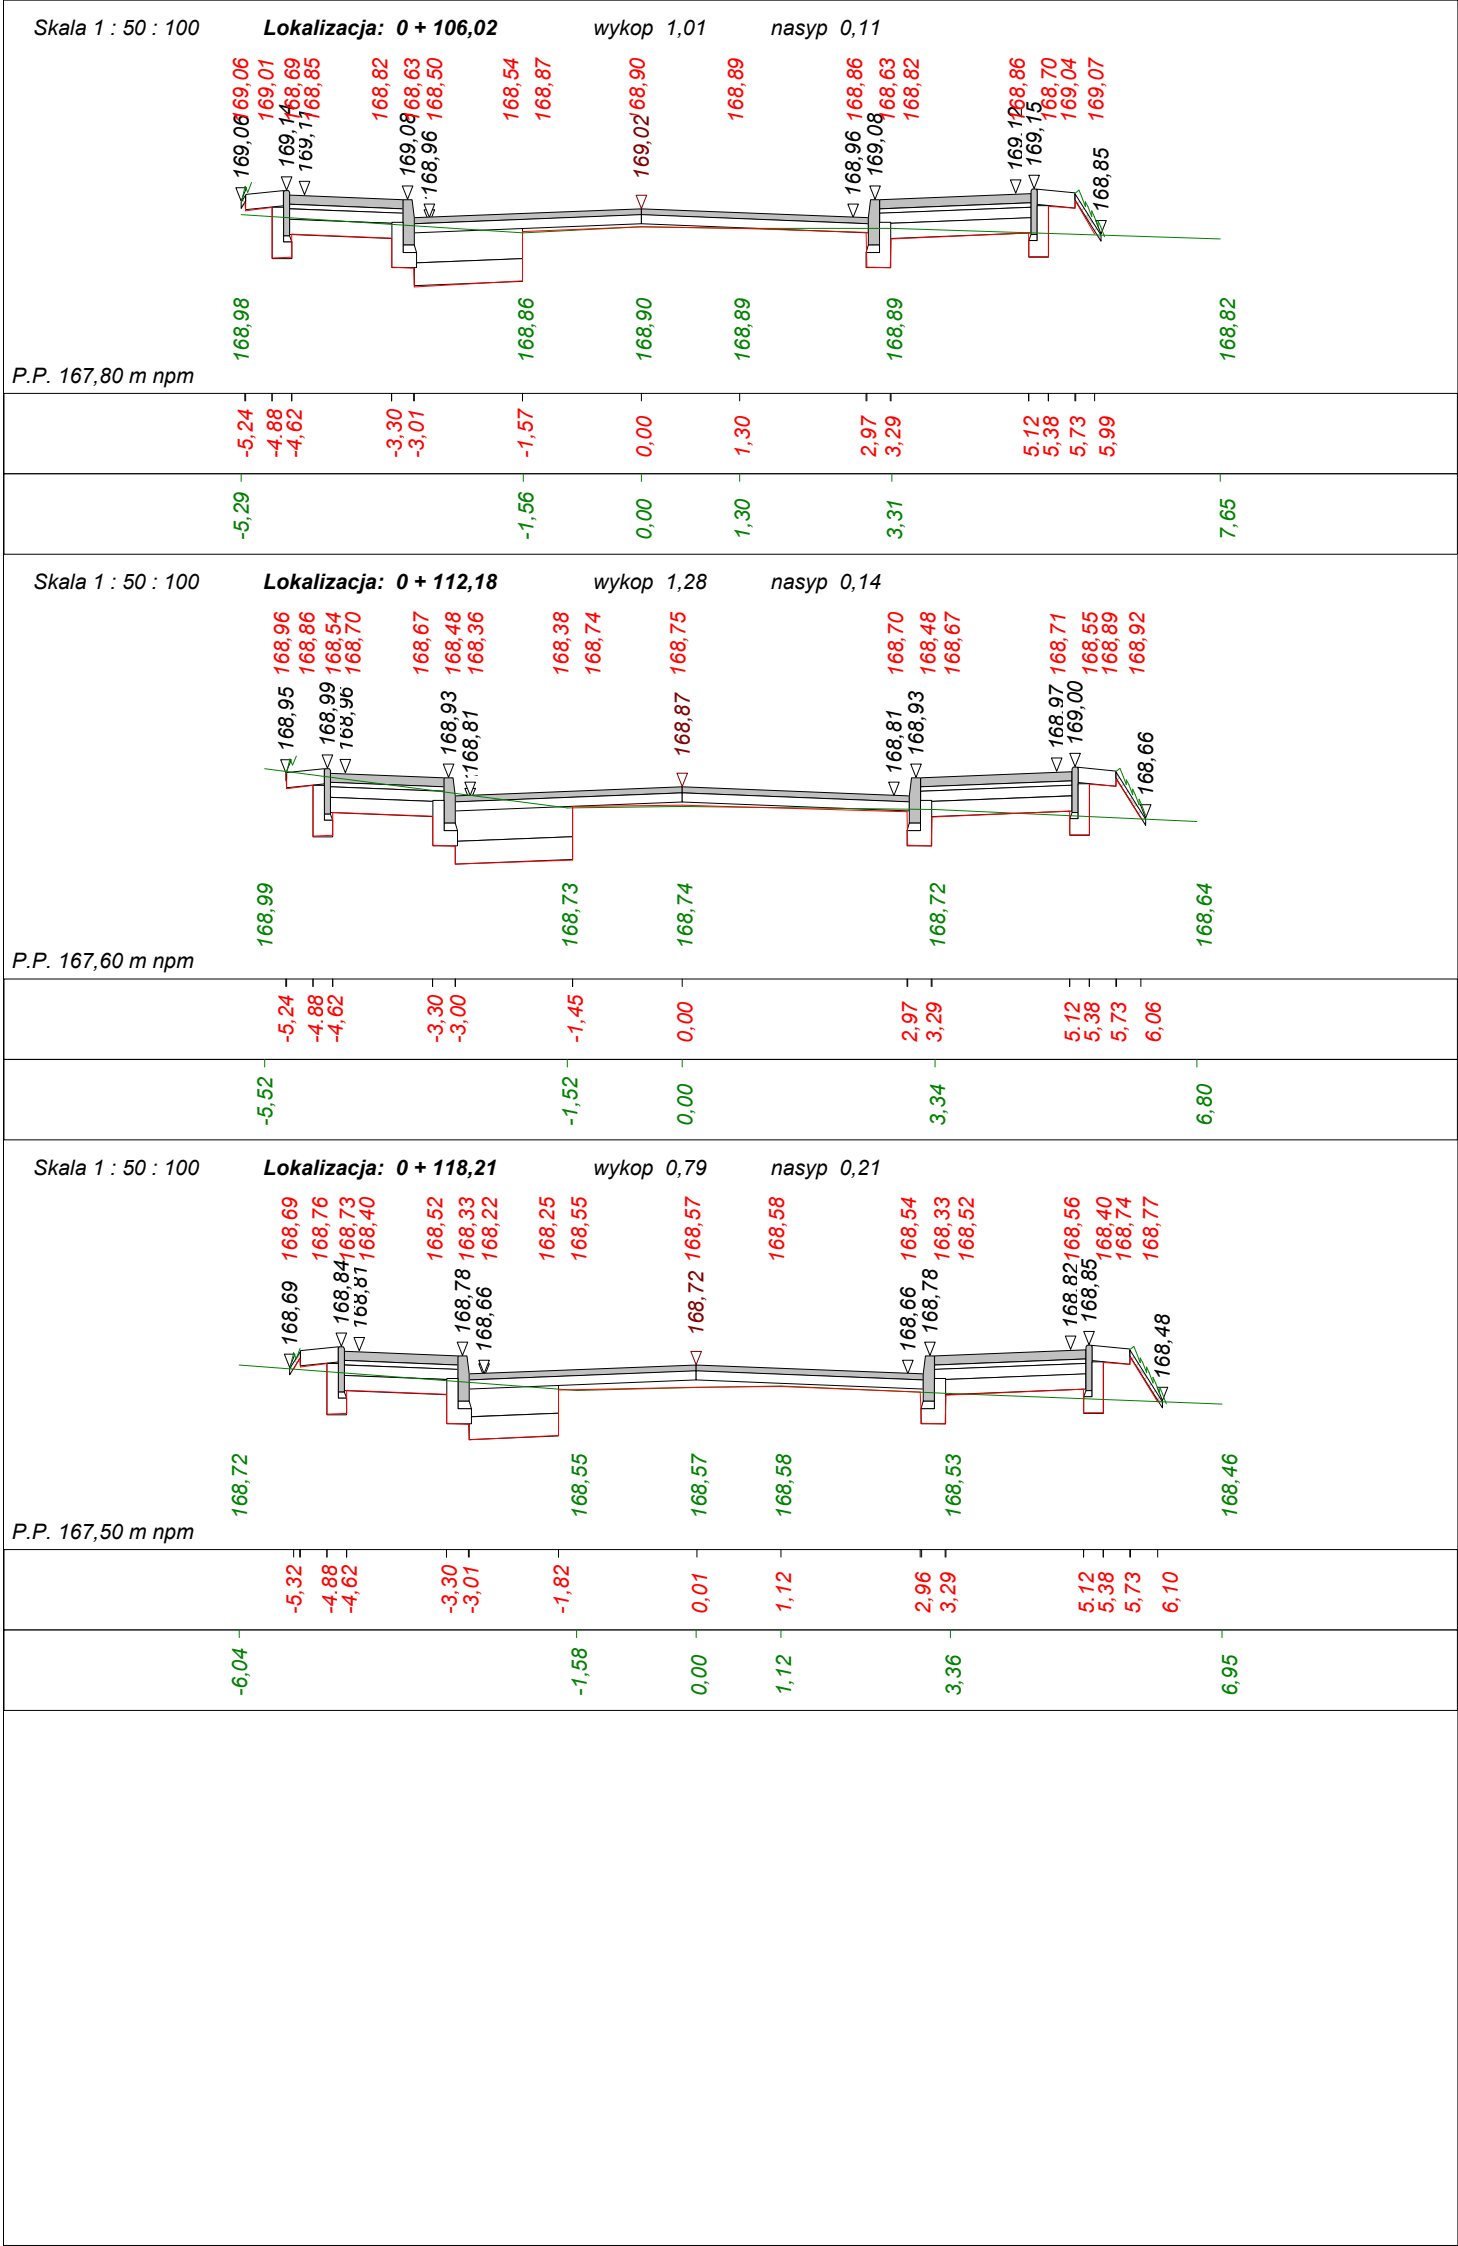 Skala 1 : 50 : 100 Lokalizacja: 0 + 106,02 wykop 1,01 nasyp 0,11
169,06 169,01 168,69 168,85 168,82 168,63 168,50 168,54 168,87 168,90 168,89 168,86 168,63 168,82 168,86 168,70 169,04 169,07
169,06 169,14 169,11 169,08 168,96 169,02 168,96 169,08 169,12 169,15 168,85
168,98 168,86 168,90 168,89 168,89 168,82
P.P. 167,80 m npm
-5,24 -4.88 -4,62 -3,30 -3,01 -1,57 0,00 1,30 2,97 3,29 5.12 5,38 5,73 5,99
-5,29 -1,56 0,00 1,30 3,31 7,65
Skala 1 : 50 : 100 Lokalizacja: 0 + 112,18 wykop 1,28 nasyp 0,14
168,96 168,86 168,54 168,70 168,67 168,48 168,36 168,38 168,74 168,75 168,70 168,48 168,67 168,71 168,55 168,89 168,92
168,95 168,99 168,96 168,93 168,81 168,87 168,81 168,93 168.97 169,00 168,66
168,99 168,73 168,74 168,72 168,64
P.P. 167,60 m npm
-5,24 -4.88 -4,62 -3,30 -3,00 -1,45 0,00 2,97 3,29 5.12 5,38 5,73 6,06
-5,52 -1,52 0,00 3,34 6,80
Skala 1 : 50 : 100 Lokalizacja: 0 + 118,21 wykop 0,79 nasyp 0,21
168,69 168,76 168,73 168,40 168,52 168,33 168,22 168,25 168,55 168,57 168,58 168,54 168,33 168,52 168,56 168,40 168,74 168,77
168,69 168,84 168,81 168,78 168,66 168,72 168,66 168,78 168.82 168,85 168,48
168,72 168,55 168,57 168,58 168,53 168,46
P.P. 167,50 m npm
-5,32 -4.88 -4,62 -3,30 -3,01 -1,82 0,01 1,12 2,96 3,29 5.12 5,38 5,73 6,10
-6,04 -1,58 0,00 1,12 3,36 6,95